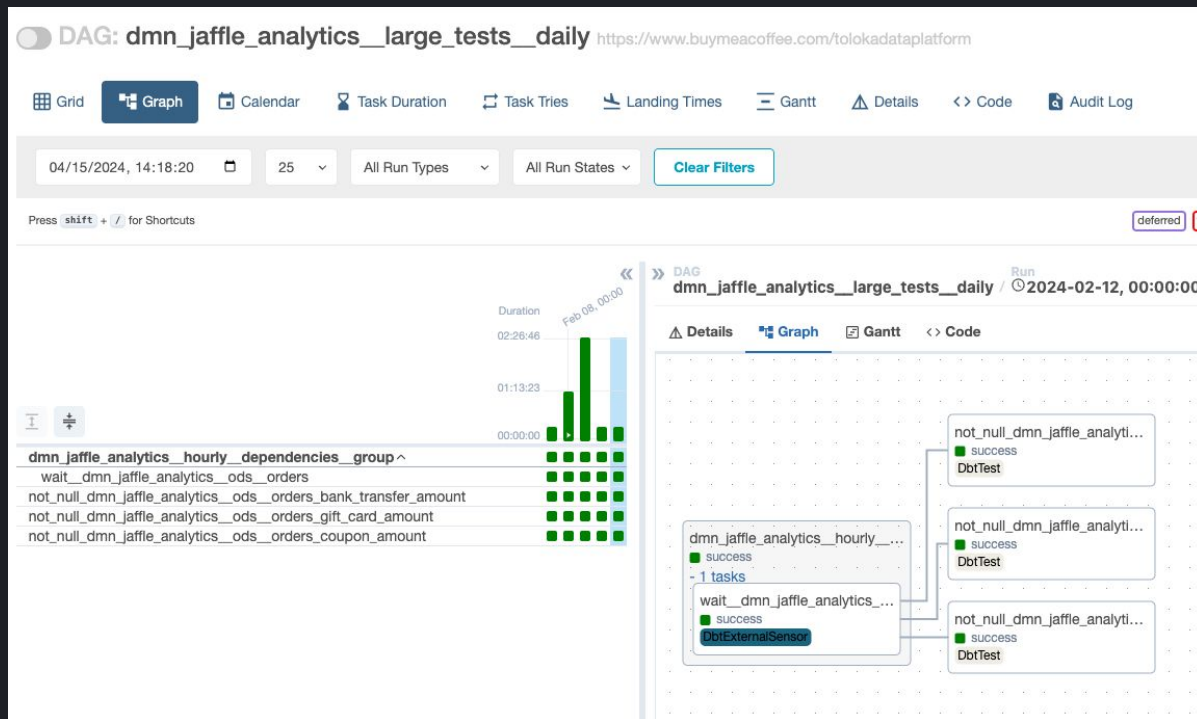 DAG: dmn_jaffle_analytics__large_tests__daily https://www.buymeacoffee.com/tolokadataplatform
Grid Graph Calendar Task Duration Task Tries Landing Times Gantt Details <> Code Audit Log
04/15/2024, 14:18:20 25 All Run Types All Run States Clear Filters
Press shift + / for Shortcuts
deferred
DAG
dmn_jaffle_analytics__large_tests__daily /
Run
2024-02-12, 00:00:00
Details Graph Gantt <> Code
Duration
Feb 08, 00:00
02:26:46
01:13:23
00:00:00
dmn_jaffle_analytics__hourly__dependencies__group
wait__dmn_jaffle_analytics__ods__orders
not_null_dmn_jaffle_analytics__ods__orders_bank_transfer_amount
not_null_dmn_jaffle_analytics__ods__orders_gift_card_amount
not_null_dmn_jaffle_analytics__ods__orders_coupon_amount
dmn_jaffle_analytics__hourly__...
success
- 1 tasks
wait__dmn_jaffle_analytics_...
success
DbtExternalSensor
not_null_dmn_jaffle_analyti...
success
DbtTest
not_null_dmn_jaffle_analyti...
success
DbtTest
not_null_dmn_jaffle_analyti...
success
DbtTest